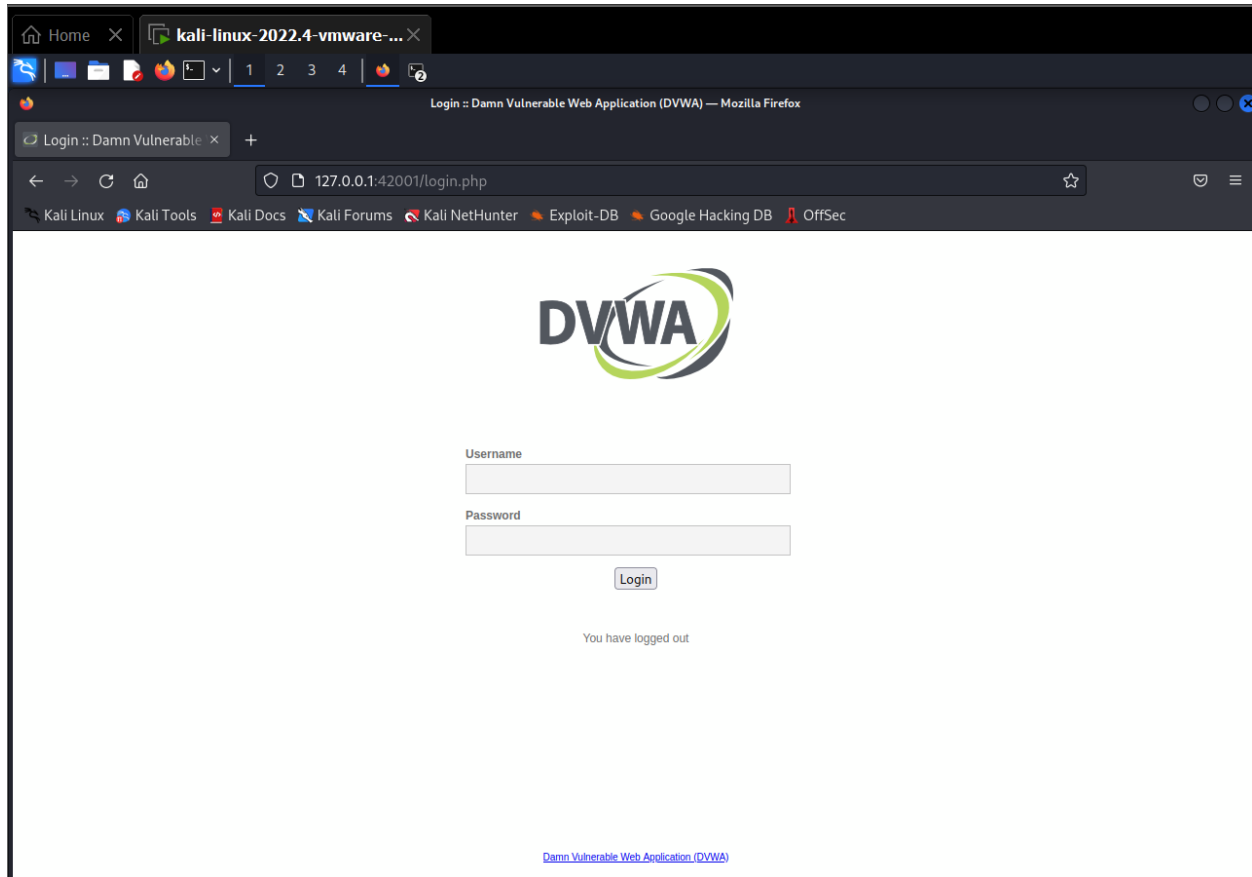 Home kali-linux-2022.4-vmware-...
1 2 3 4 2
Login :: Damn Vulnerable Web Application (DVWA) — Mozilla Firefox
Login :: Damn Vulnerable
127.0.0.1:42001/login.php
Kali Linux Kali Tools Kali Docs Kali Forums Kali NetHunter Exploit-DB Google Hacking DB OffSec
DVWA
Username
Password
Login
You have logged out
Damn Vulnerable Web Application (DVWA)